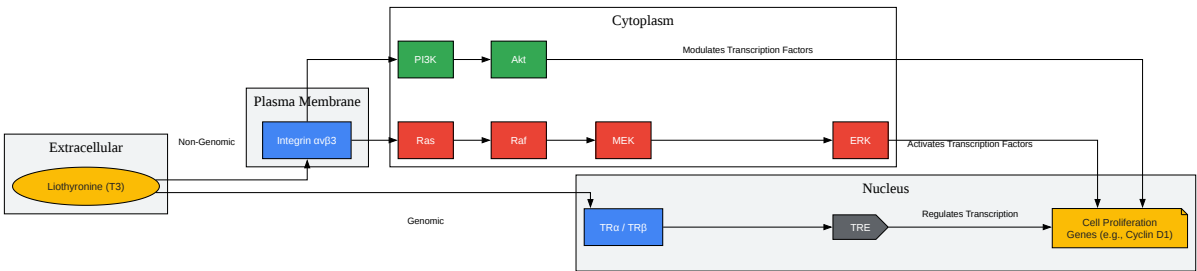 Cytoplasm
Modulates Transcription Factors
PI3K
Akt
Plasma Membrane
Integrin αvβ3
Non-Genomic
Ras
Raf
MEK
ERK
Activates Transcription Factors
Extracellular
Liothyronine (T3)
Genomic
Nucleus
TRα / TRβ
TRE
Regulates Transcription
Cell Proliferation
Genes (e.g., Cyclin D1)